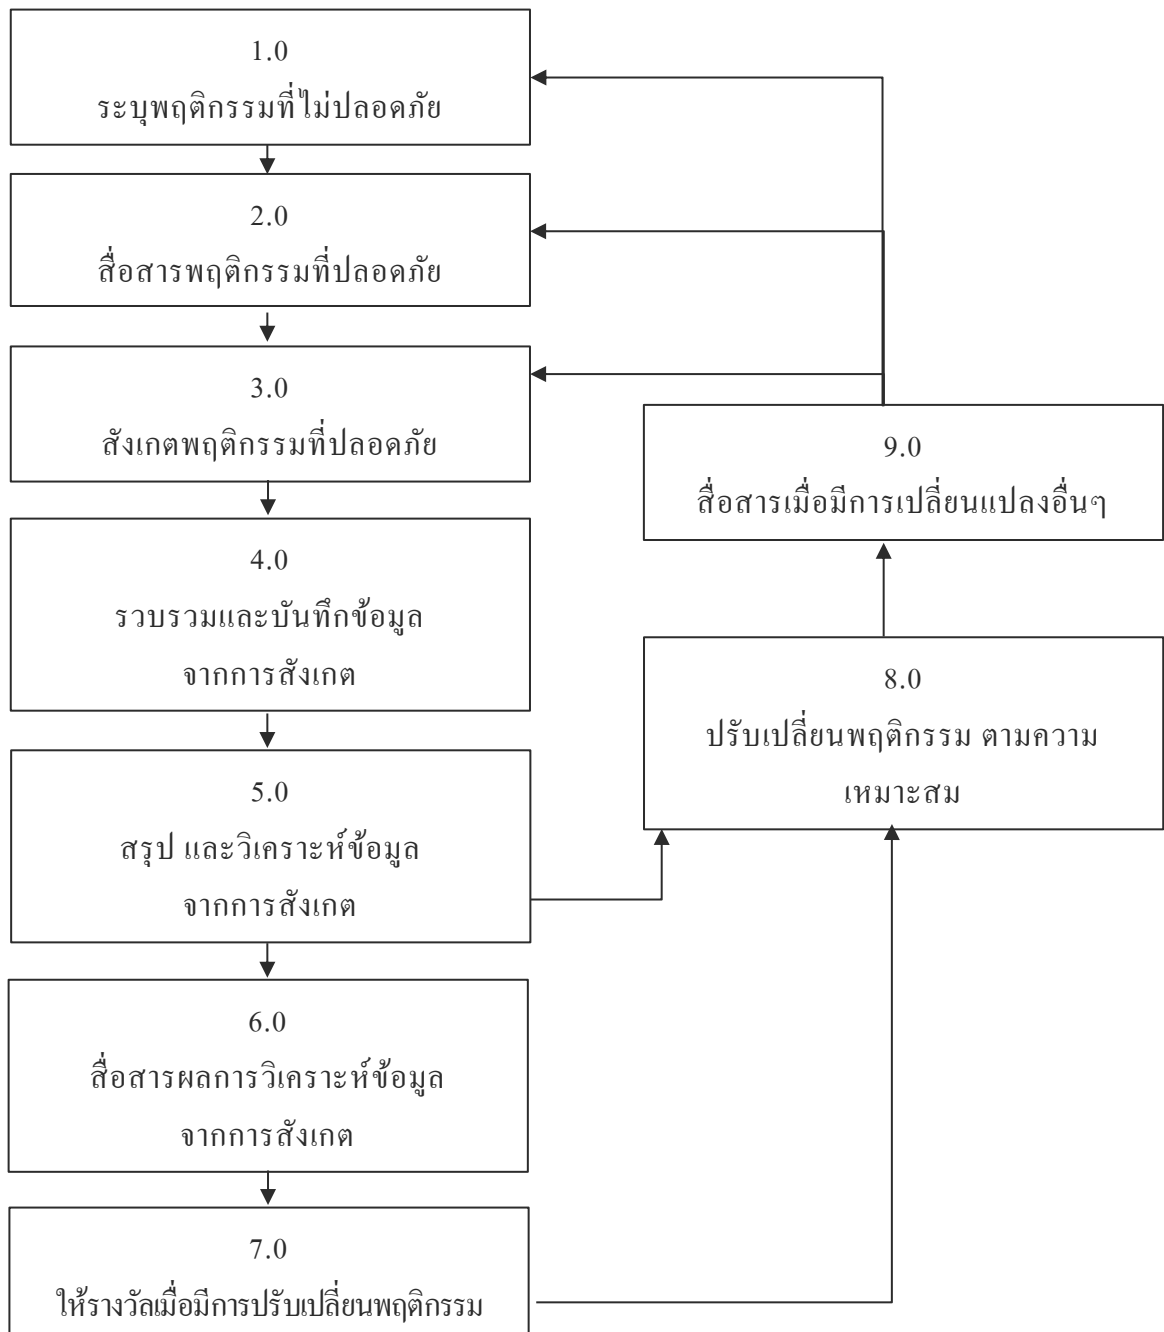 1.0
ระบุพฤติกรรมที่ไม่ปลอดภัย
2.0
สื่อสารพฤติกรรมที่ปลอดภัย
3.0
สังเกตพฤติกรรมที่ปลอดภัย
4.0
รวบรวมและบันทึกข้อมูล
จากการสังเกต
5.0
สรุป และวิเคราะห์ข้อมูล
จากการสังเกต
6.0
สื่อสารผลการวิเคราะห์ข้อมูล
จากการสังเกต
7.0
ให้รางวัลเมื่อมีการปรับเปลี่ยนพฤติกรรม
8.0
ปรับเปลี่ยนพฤติกรรม ตามความ
เหมาะสม
9.0
สื่อสารเมื่อมีการเปลี่ยนแปลงอื่นๆ